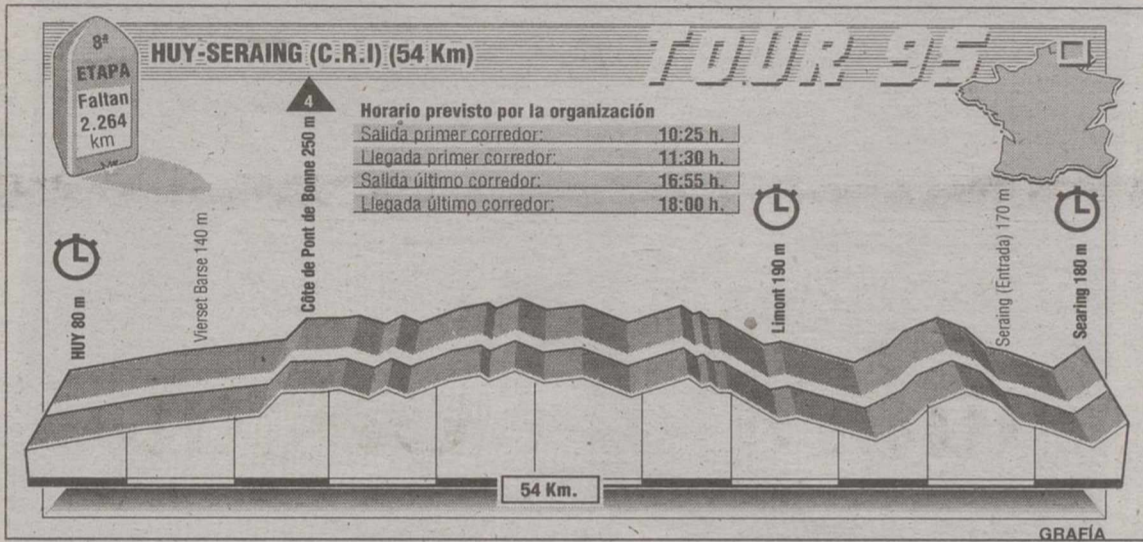 8ª
ETAPA
Faltan
2.264
km
HUY-SERAING (C.R.I) (54 Km)
TOUR 95
4
Horario previsto por la organización
Salida primer corredor: 10:25 h.
Llegada primer corredor: 11:30 h.
Salida último corredor: 16:55 h.
Llegada último corredor: 18:00 h.
HUY 80 m
Vierset Barse 140 m
Côte de Pont de Bonne 250 m
Limont 190 m
Seraing (Entrada) 170 m
Searing 180 m
54 Km.
GRAFÍA